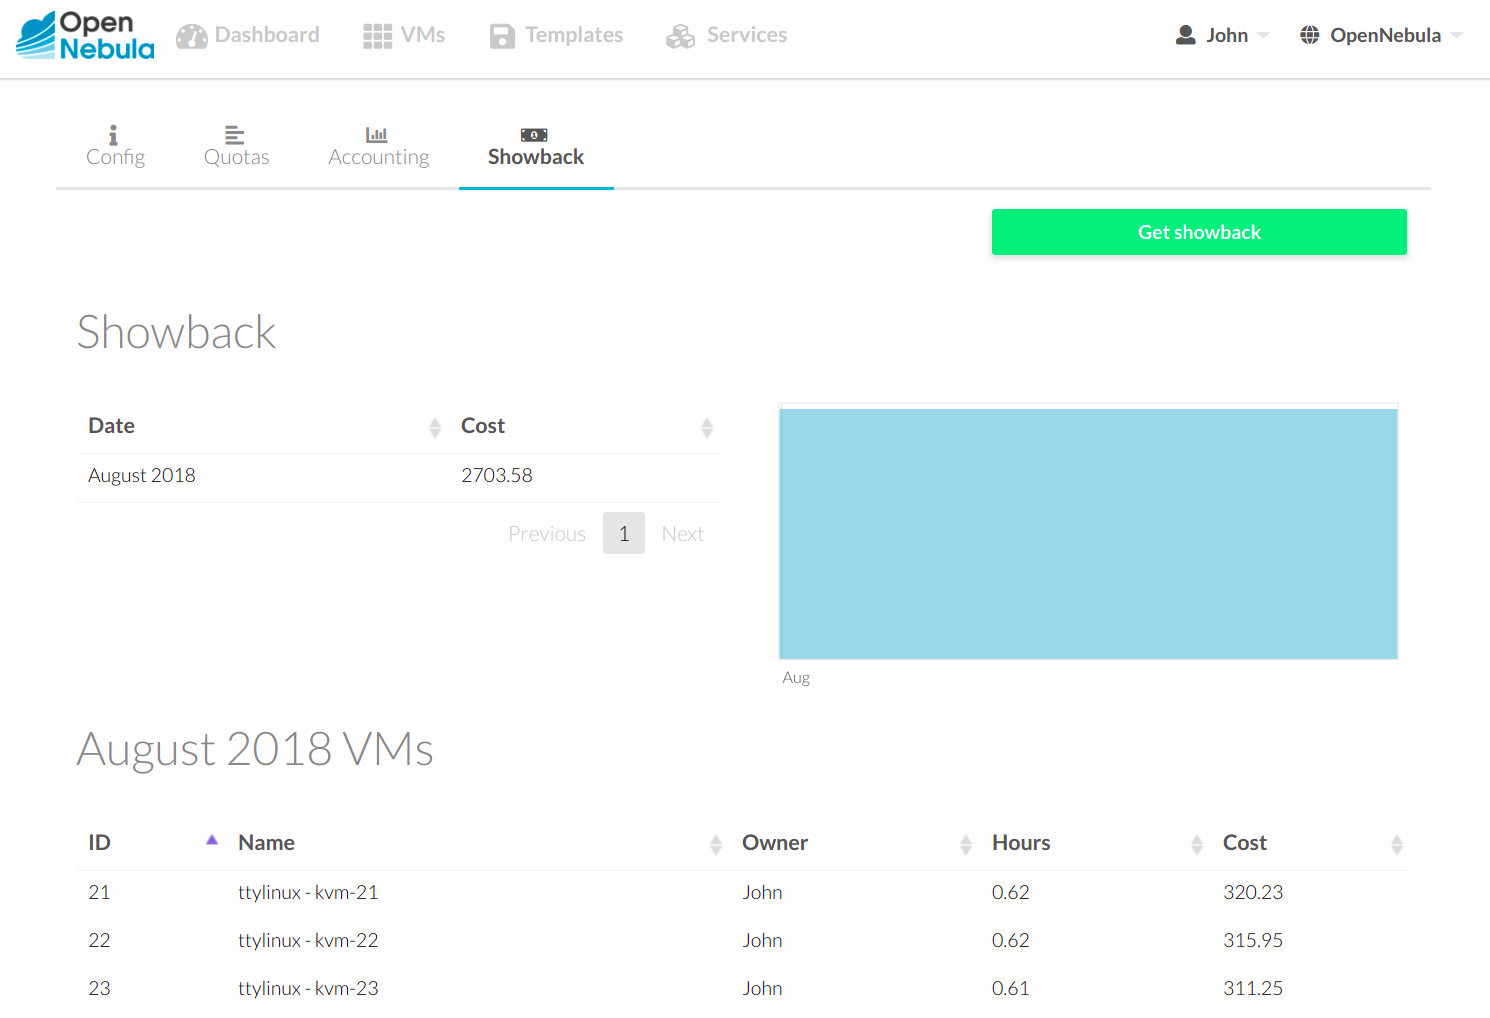 Open Nebula Dashboard VMs Templates Services John OpenNebula
Config Quotas Accounting Showback
Get showback
Showback
Date Cost
August 2018 2703.58
Previous 1 Next
Aug
August 2018 VMs
ID Name Owner Hours Cost
21 ttylinux - kvm-21 John 0.62 320.23
22 ttylinux - kvm-22 John 0.62 315.95
23 ttylinux - kvm-23 John 0.61 311.25